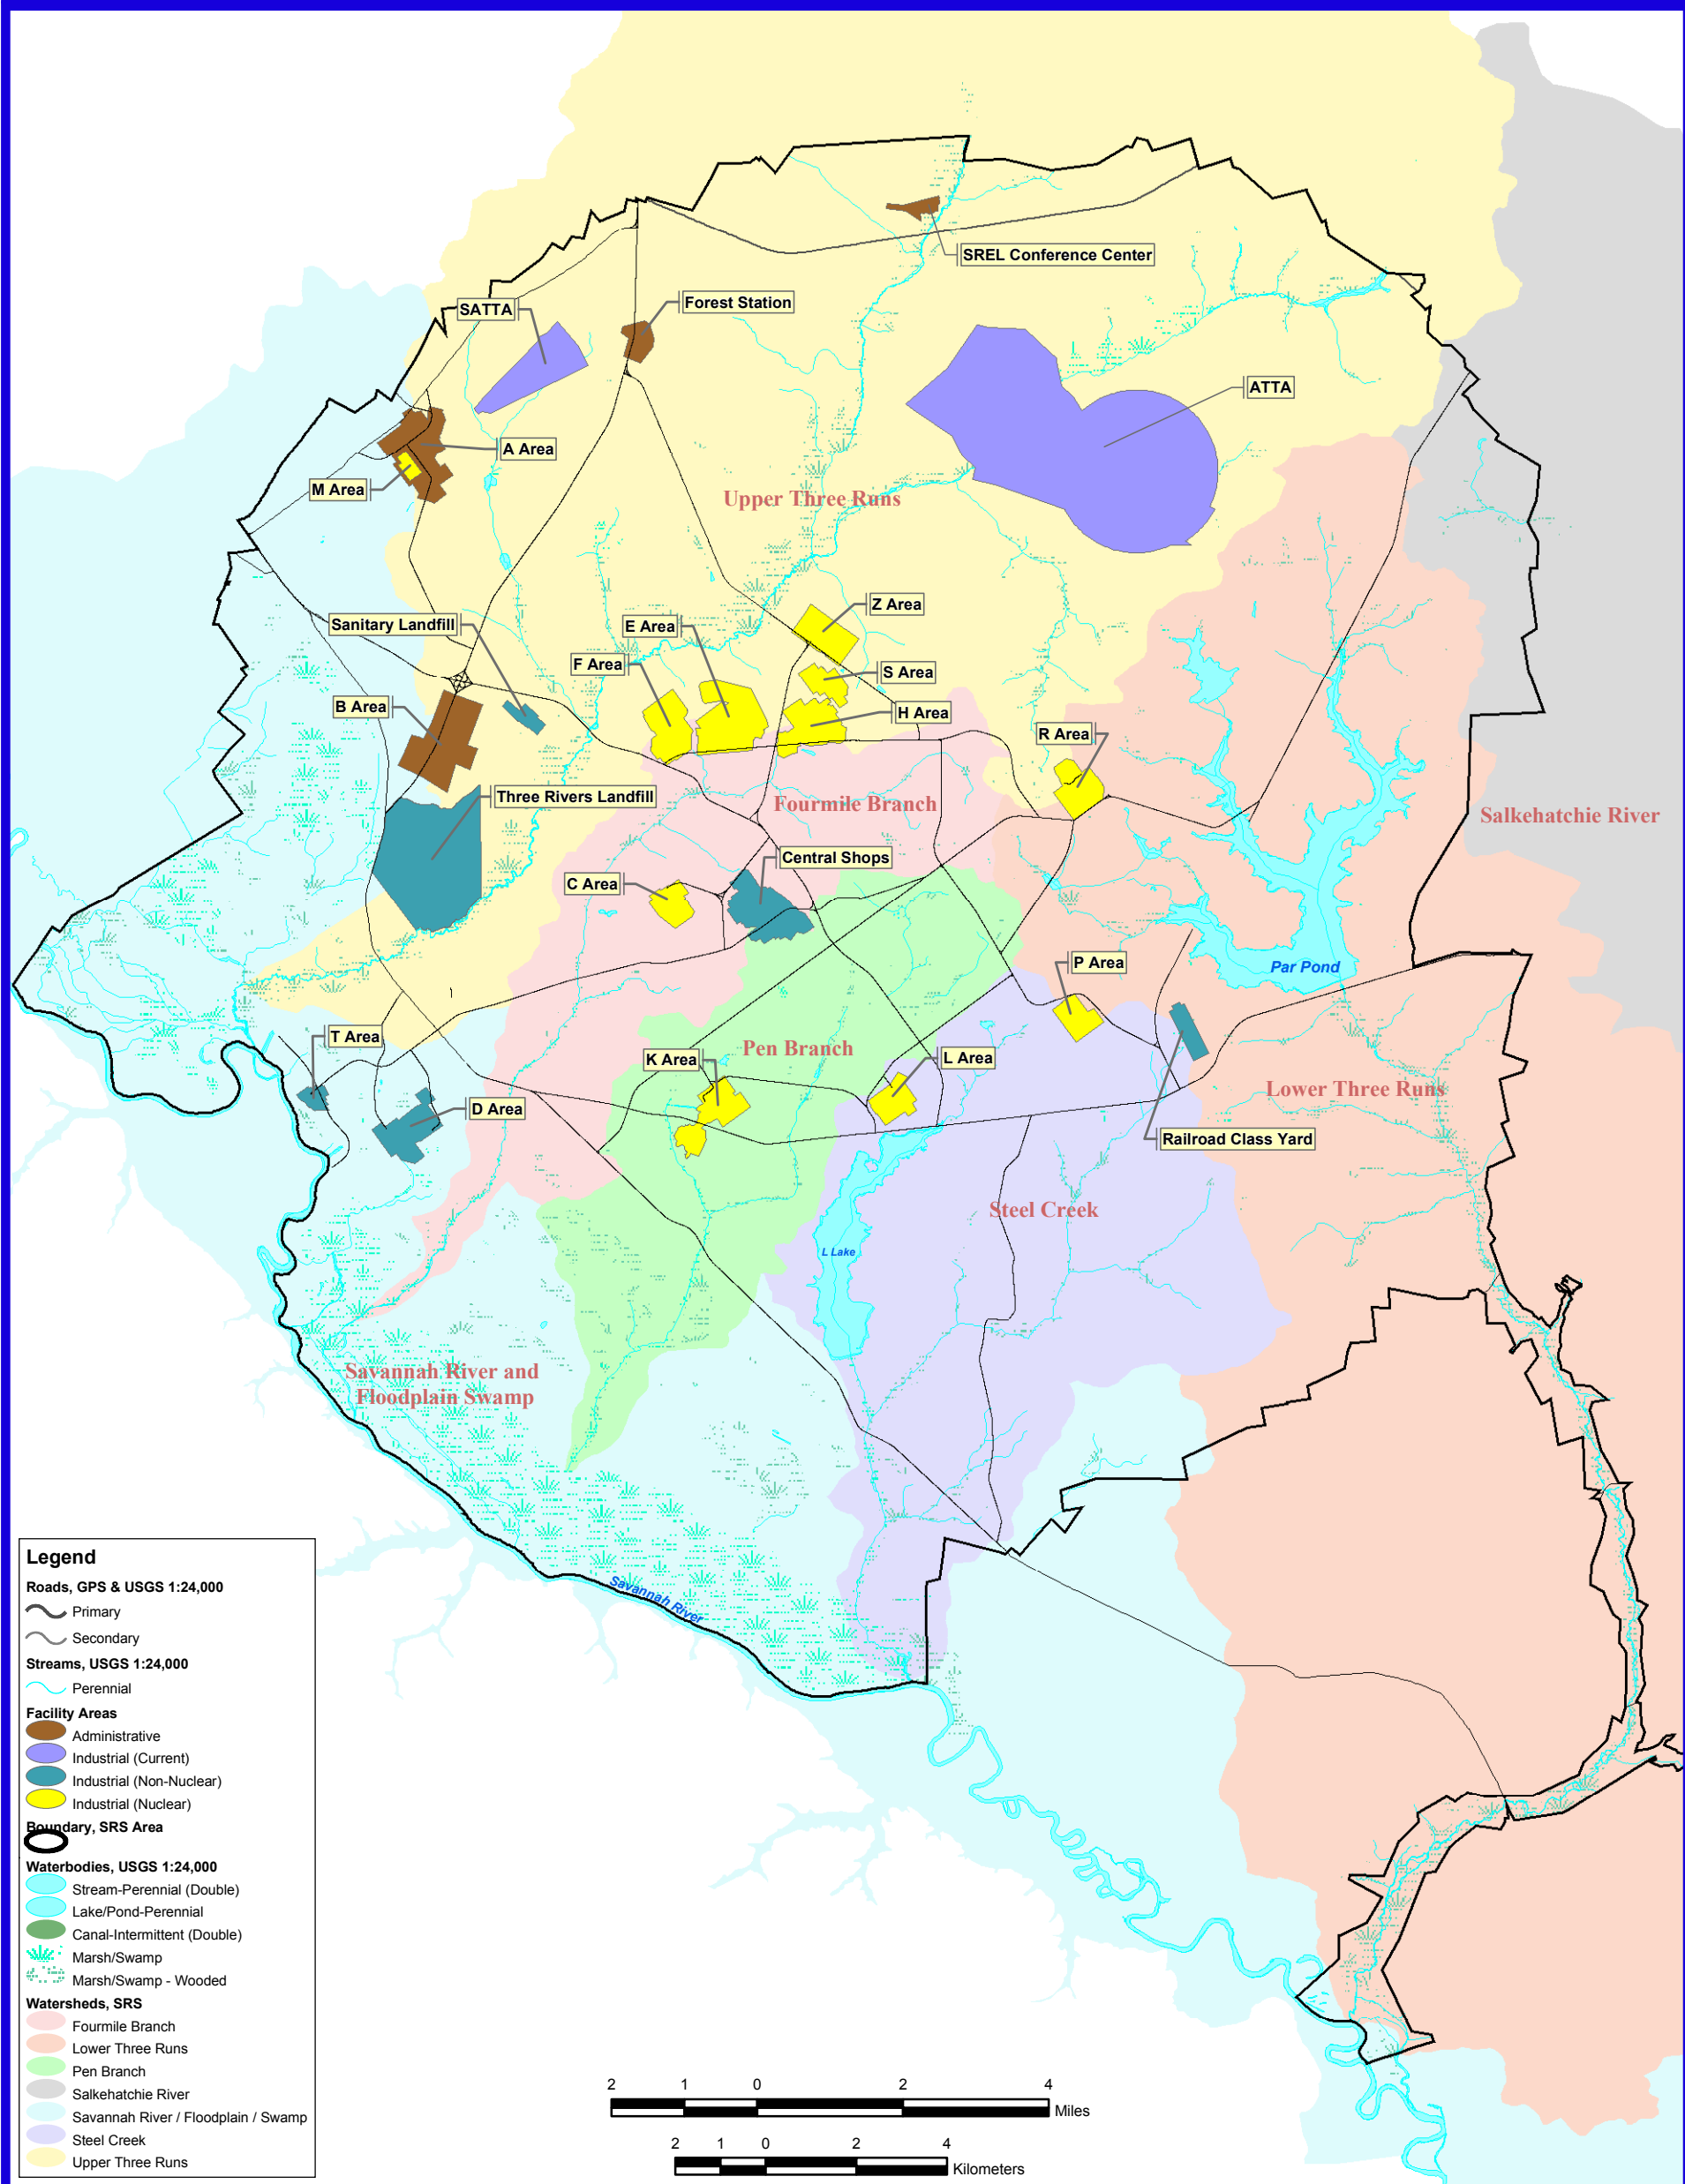 SREL Conference Center
SATTA
Forest Station
ATTA
A Area
M Area
Upper Three Runs
Z Area
Sanitary Landfill
E Area
F Area
S Area
B Area
H Area
R Area
Three Rivers Landfill
Fourmile Branch
Salkehatchie River
Central Shops
C Area
P Area
Par Pond
T Area
Pen Branch
K Area
L Area
Lower Three Runs
D Area
Railroad Class Yard
Steel Creek
L Lake
Savannah River and
Floodplain Swamp
Savannah River
Legend
Roads, GPS & USGS 1:24,000
Primary
Secondary
Streams, USGS 1:24,000
Perennial
Facility Areas
Administrative
Industrial (Current)
Industrial (Non-Nuclear)
Industrial (Nuclear)
Boundary, SRS Area
Waterbodies, USGS 1:24,000
Stream-Perennial (Double)
Lake/Pond-Perennial
Canal-Intermittent (Double)
Marsh/Swamp
Marsh/Swamp - Wooded
Watersheds, SRS
Fourmile Branch
Lower Three Runs
Pen Branch
Salkehatchie River
Savannah River / Floodplain / Swamp
Steel Creek
Upper Three Runs
2 1 0 2 4
Miles
2 1 0 2 4
Kilometers